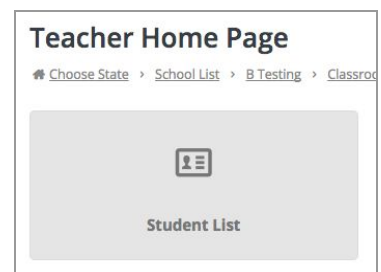 Teacher Home Page
Choose State › School List › B Testing ›
Student List